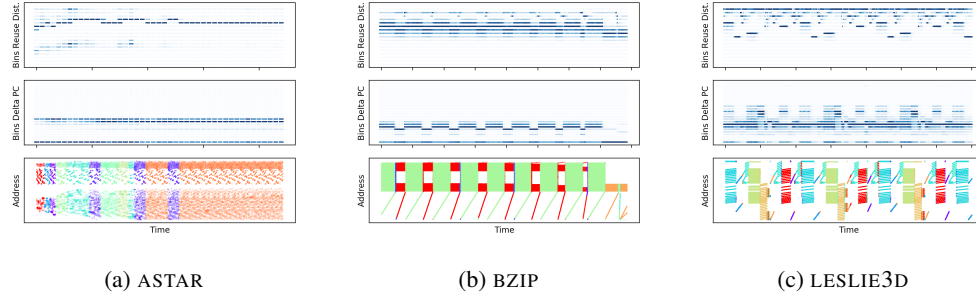 Bins Reuse Dist.
Bins Delta PC
Address
Time
(a) ASTAR
Bins Reuse Dist.
Bins Delta PC
Address
Time
(b) BZIP
Bins Reuse Dist.
Bins Delta PC
Address
Time
(c) LESLIE3D